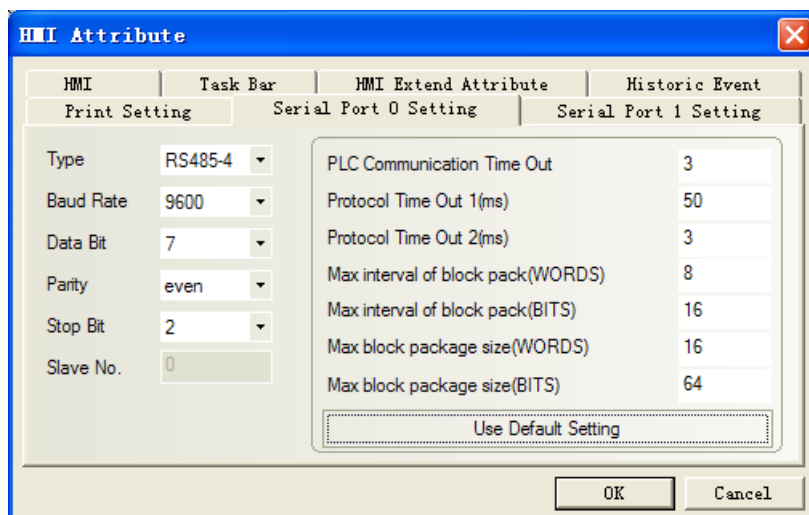 HMI Attribute
HMI Task Bar HMI Extend Attribute Historic Event
Print Setting Serial Port 0 Setting Serial Port 1 Setting
Type RS485-4
Baud Rate 9600
Data Bit 7
Parity even
Stop Bit 2
Slave No. 0
PLC Communication Time Out 3
Protocol Time Out 1(ms) 50
Protocol Time Out 2(ms) 3
Max interval of block pack(WORDS) 8
Max interval of block pack(BITS) 16
Max block package size(WORDS) 16
Max block package size(BITS) 64
Use Default Setting
OK Cancel